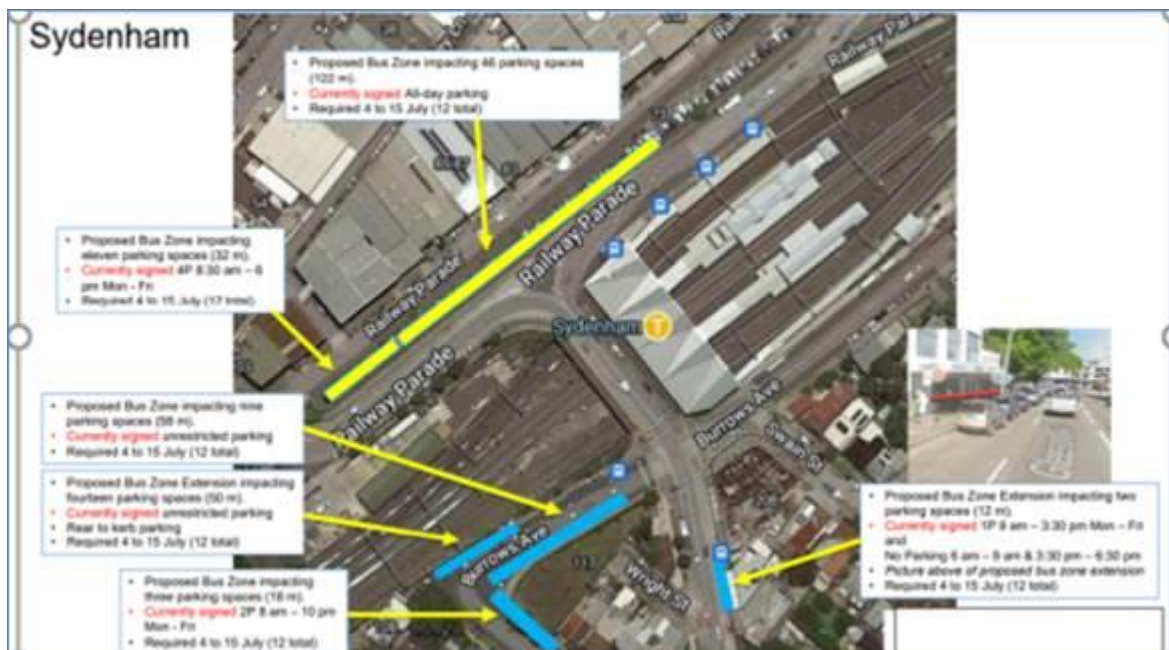 Sydenham
• Proposed Bus Zone impacting 46 parking spaces
(122 m).
• Currently signed All-day parking
• Required 4 to 15 July (12 total)
• Proposed Bus Zone impacting
eleven parking spaces (32 m).
• Currently signed 4P 8:30 am – 6
pm Mon - Fri
• Required 4 to 15 July (12 total)
• Proposed Bus Zone impacting nine
parking spaces (58 m).
• Currently signed unrestricted parking
• Required 4 to 15 July (12 total)
• Proposed Bus Zone Extension impacting
fourteen parking spaces (50 m).
• Currently signed unrestricted parking
• Rear to kerb parking
• Required 4 to 15 July (12 total)
• Proposed Bus Zone impacting
three parking spaces (18 m).
• Currently signed 2P 8 am – 10 pm
Mon - Fri
• Required 4 to 15 July (12 total)
• Proposed Bus Zone Extension impacting two
parking spaces (12 m).
• Currently signed 1P 9 am – 3:30 pm Mon – Fri
and
No Parking 6 am – 9 am & 3:30 pm – 6:30 pm
• Picture above of proposed bus zone extension
• Required 4 to 15 July (12 total)
Railway Parade
Railway Parade
Railway Parade
Railway Parade
Sydenham
T
Burrows Ave
Swain St
Burrows Ave
Wright St
117